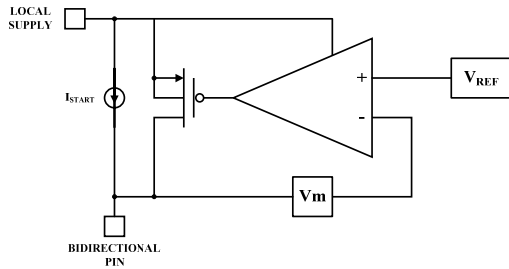 LOCAL
SUPPLY
I_START
+
V_REF
-
Vm
BIDIRECTIONAL
PIN